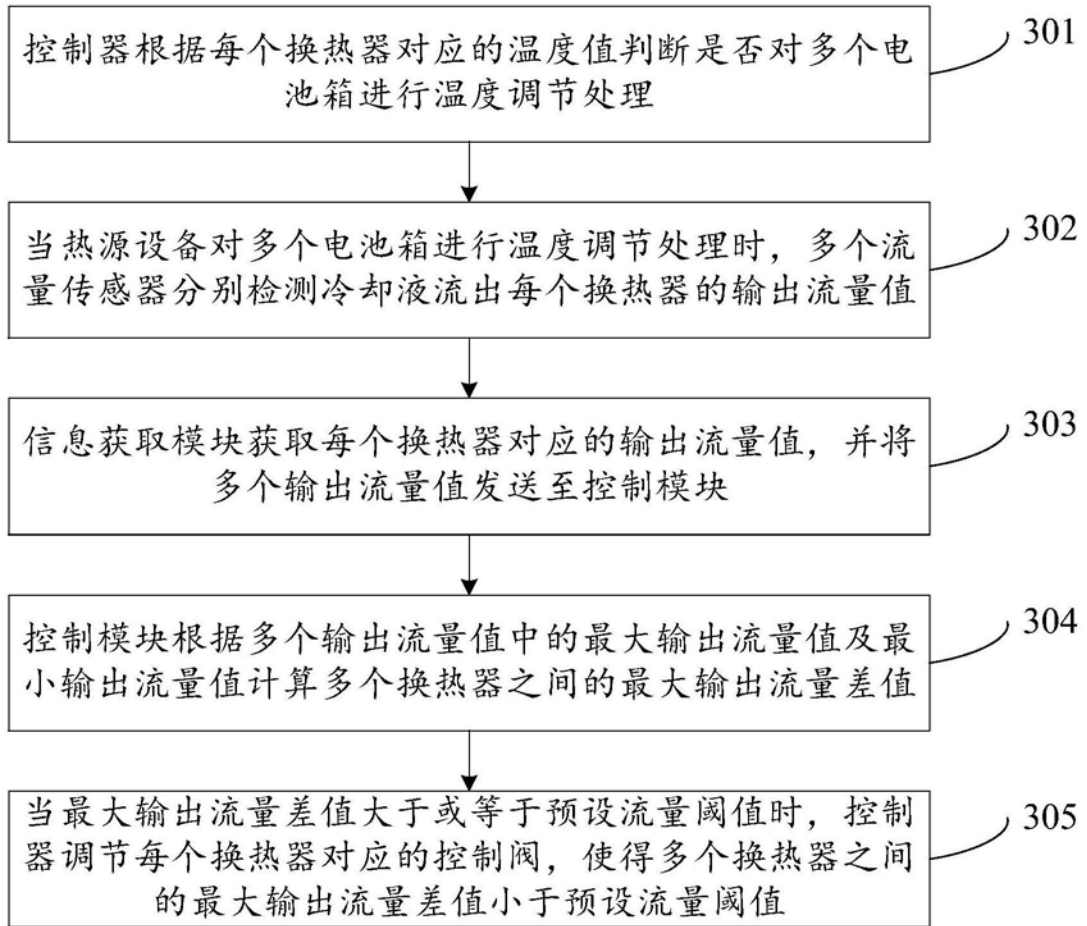 控制器根据每个换热器对应的温度值判断是否对多个电
池箱进行温度调节处理
301
当热源设备对多个电池箱进行温度调节处理时，多个流
量传感器分别检测冷却液流出每个换热器的输出流量值
302
信息获取模块获取每个换热器对应的输出流量值，并将
多个输出流量值发送至控制模块
303
控制模块根据多个输出流量值中的最大输出流量值及最
小输出流量值计算多个换热器之间的最大输出流量差值
304
当最大输出流量差值大于或等于预设流量阈值时，控制
器调节每个换热器对应的控制阀，使得多个换热器之间
的最大输出流量差值小于预设流量阈值
305